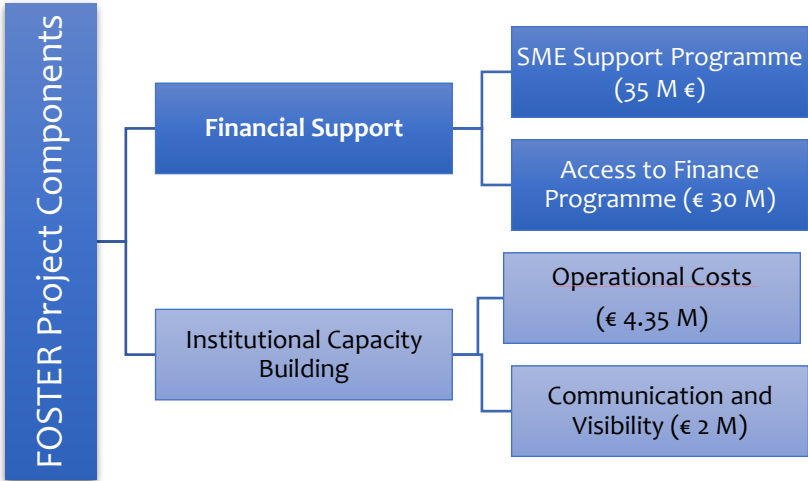 FOSTER Project Components
Financial Support
SME Support Programme
(35 M €)
Access to Finance
Programme (€ 30 M)
Institutional Capacity
Building
Operational Costs
(€ 4.35 M)
Communication and
Visibility (€ 2 M)